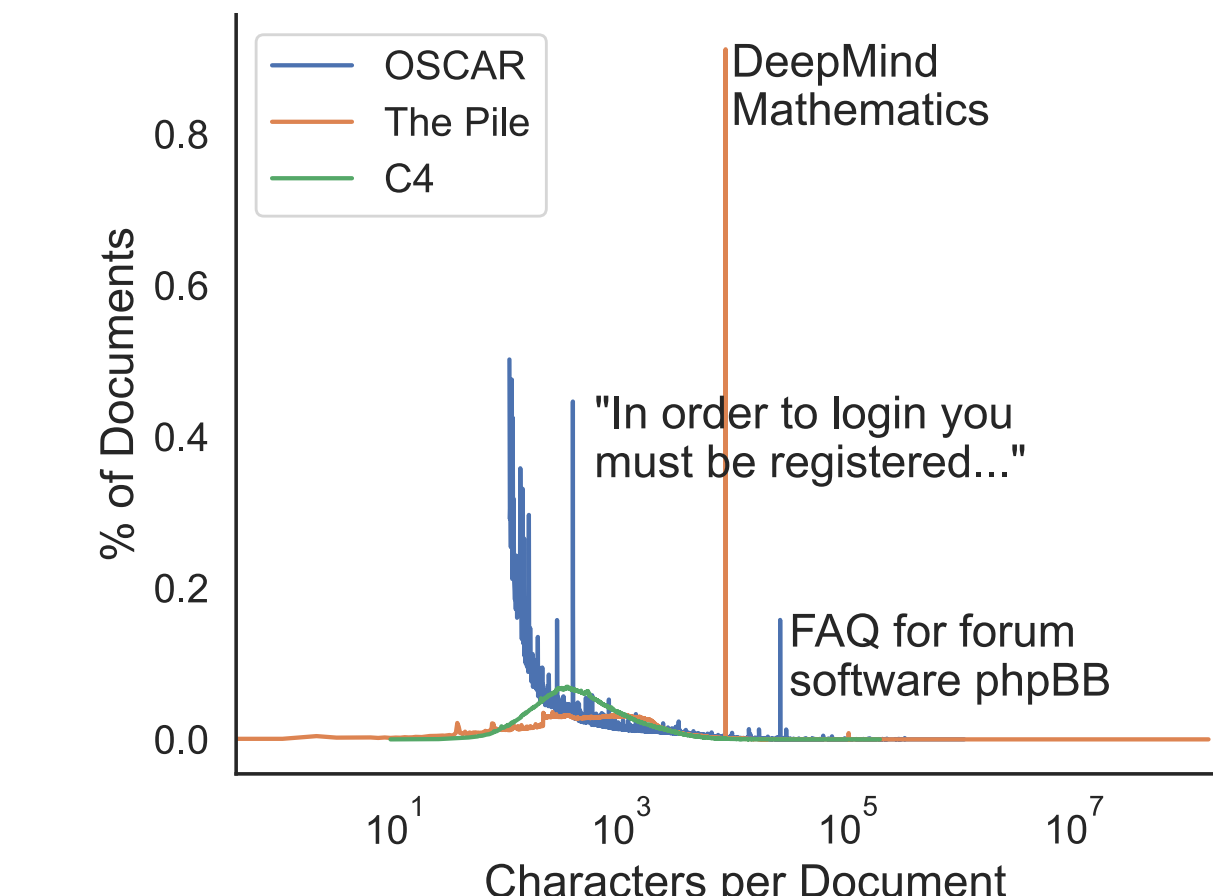 OSCAR
The Pile
C4
DeepMind
Mathematics
"In order to login you
must be registered..."
FAQ for forum
software phpBB
% of Documents
0.8
0.6
0.4
0.2
0.0
10^1 10^3 10^5 10^7
Characters per Document